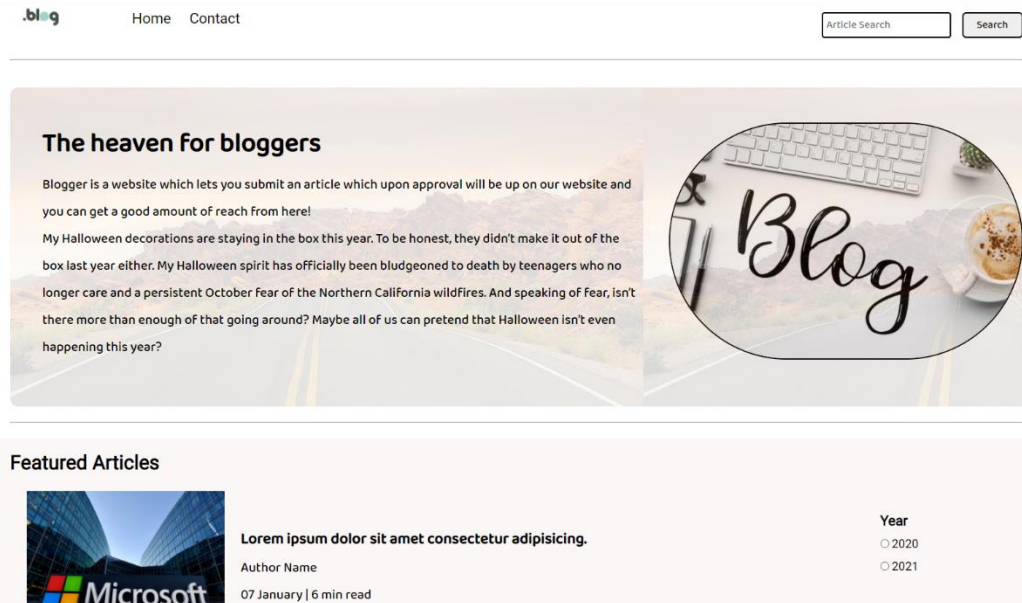 .blog
Home Contact
Article Search
Search
The heaven for bloggers
Blogger is a website which lets you submit an article which upon approval will be up on our website and
you can get a good amount of reach from here!
My Halloween decorations are staying in the box this year. To be honest, they didn't make it out of the
box last year either. My Halloween spirit has officially been bludgeoned to death by teenagers who no
longer care and a persistent October fear of the Northern California wildfires. And speaking of fear, isn't
there more than enough of that going around? Maybe all of us can pretend that Halloween isn't even
happening this year?
Blog
Featured Articles
Microsoft
Lorem ipsum dolor sit amet consectetur adipisicing.
Author Name
07 January | 6 min read
Year
2020
2021